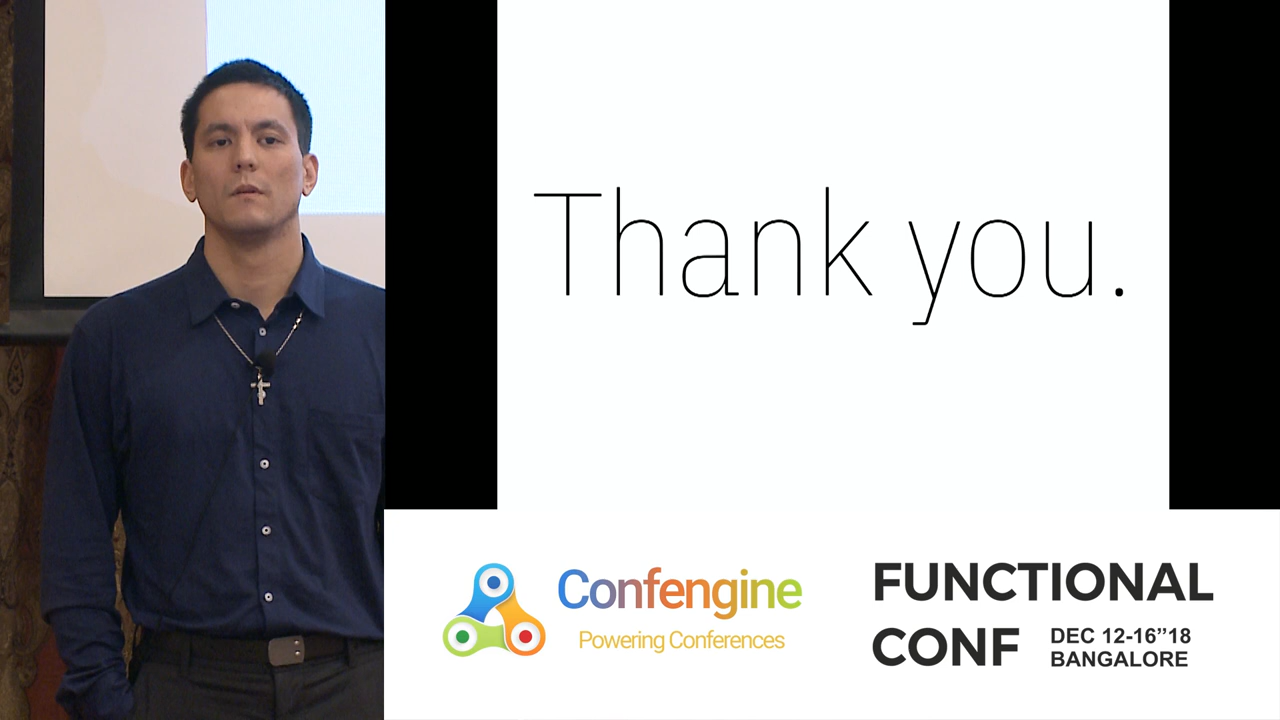 Thank you.
Confengine
Powering Conferences
FUNCTIONAL
CONF
DEC 12-16”18
BANGALORE